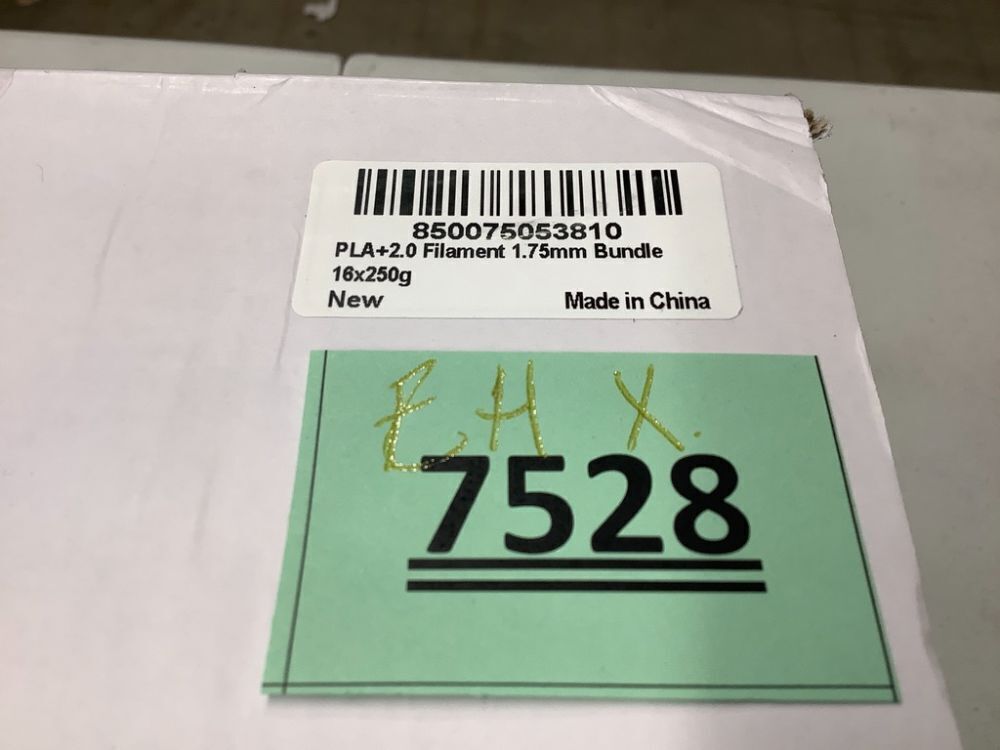 850075053810
PLA+2.0 Filament 1.75mm Bundle
16x250g
New Made in China
E H X.
7528